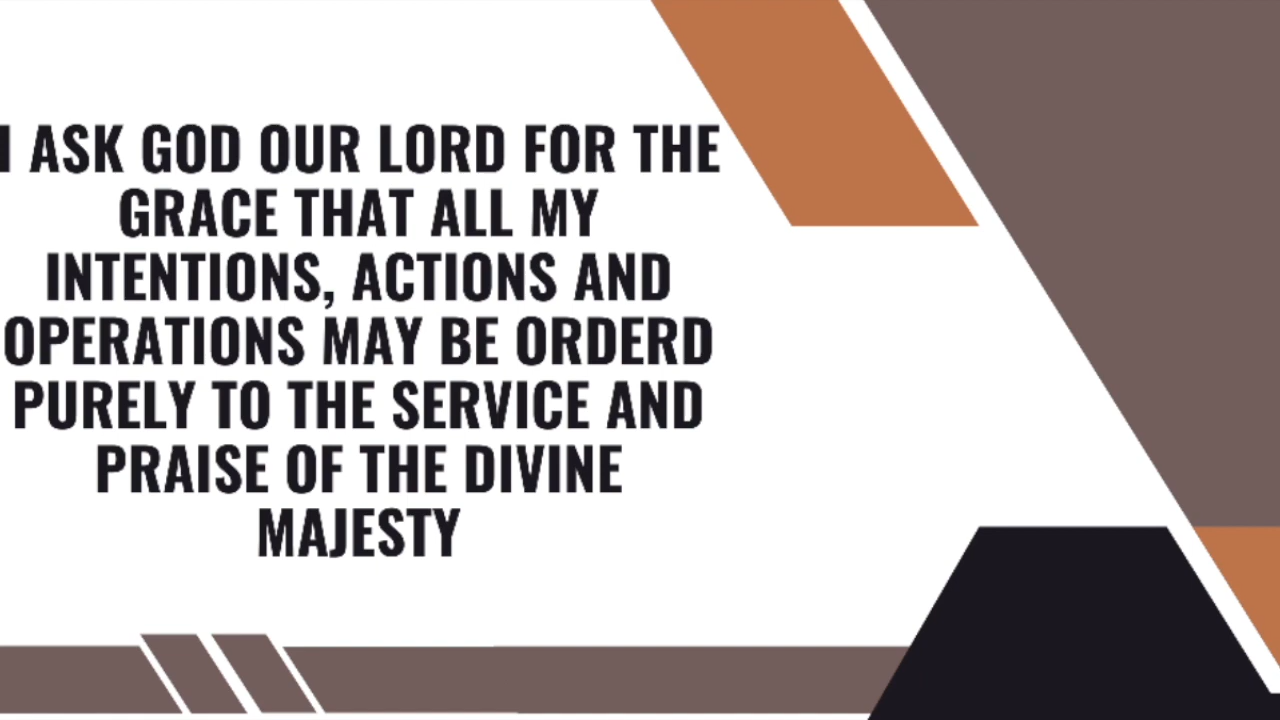 I ASK GOD OUR LORD FOR THE
GRACE THAT ALL MY
INTENTIONS, ACTIONS AND
OPERATIONS MAY BE ORDERD
PURELY TO THE SERVICE AND
PRAISE OF THE DIVINE
MAJESTY